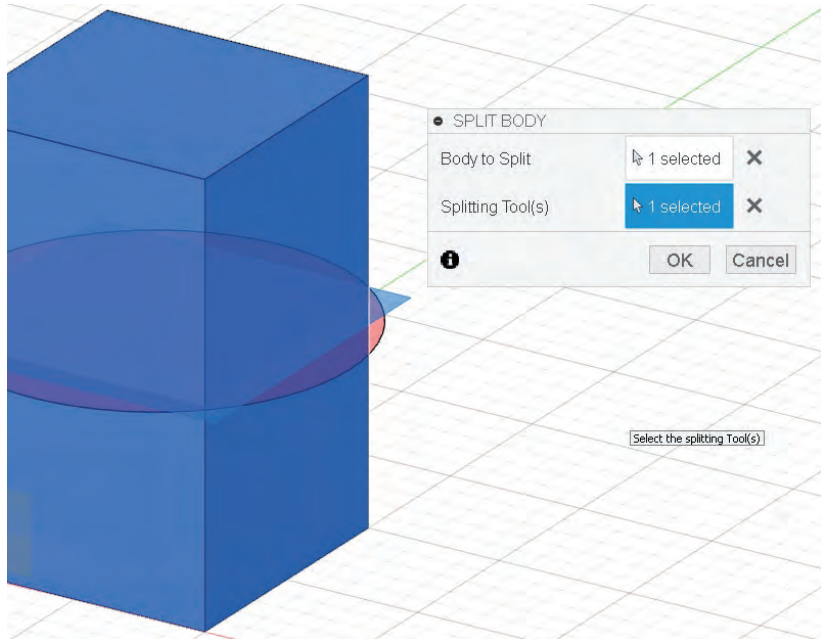 SPLIT BODY
Body to Split 1 selected
Splitting Tool(s) 1 selected
OK Cancel
Select the splitting Tool(s)